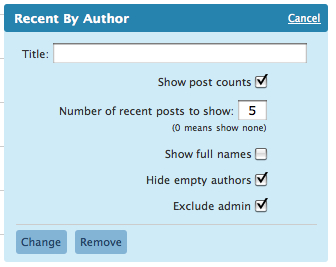 Recent By Author Cancel
Title:
Show post counts
Number of recent posts to show: 5
(0 means show none)
Show full names
Hide empty authors
Exclude admin
Change Remove